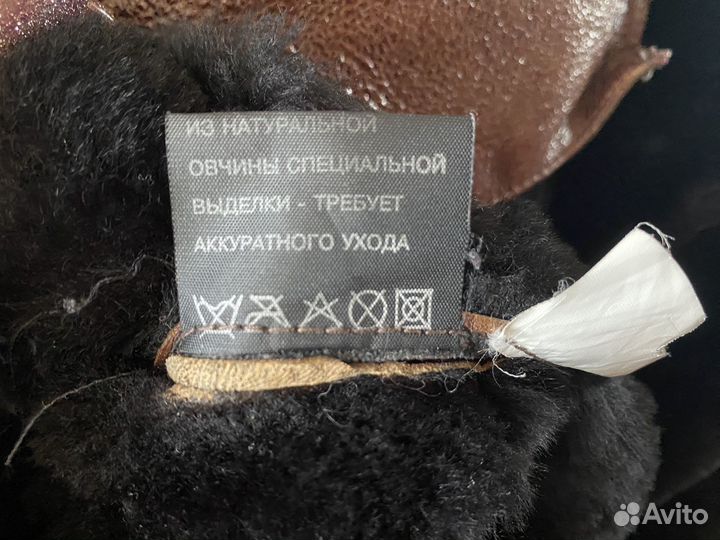 ИЗ НАТУРАЛЬНОЙ
ОВЧИНЫ СПЕЦИАЛЬНОЙ
ВЫДЕЛКИ - ТРЕБУЕТ
АККУРАТНОГО УХОДА
Avito